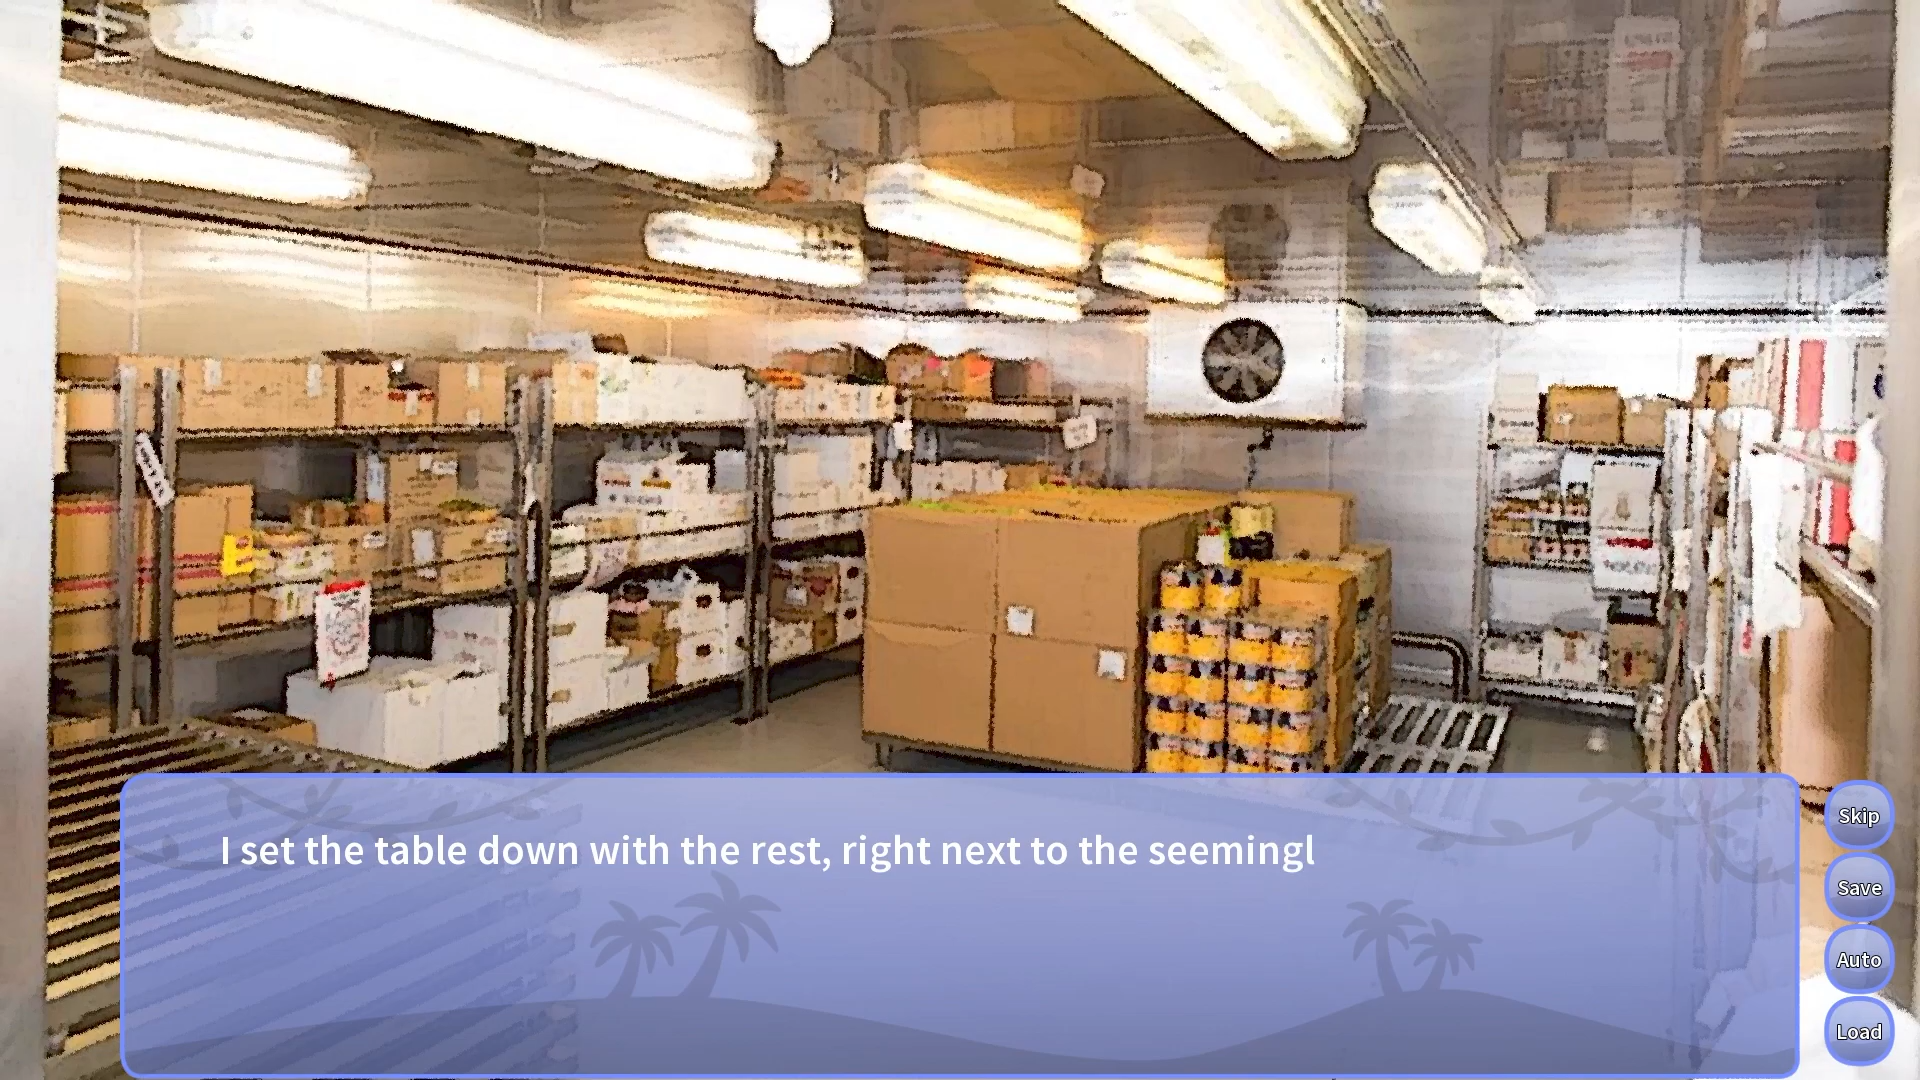 I set the table down with the rest, right next to the seemingl
Skip
Save
Auto
Load